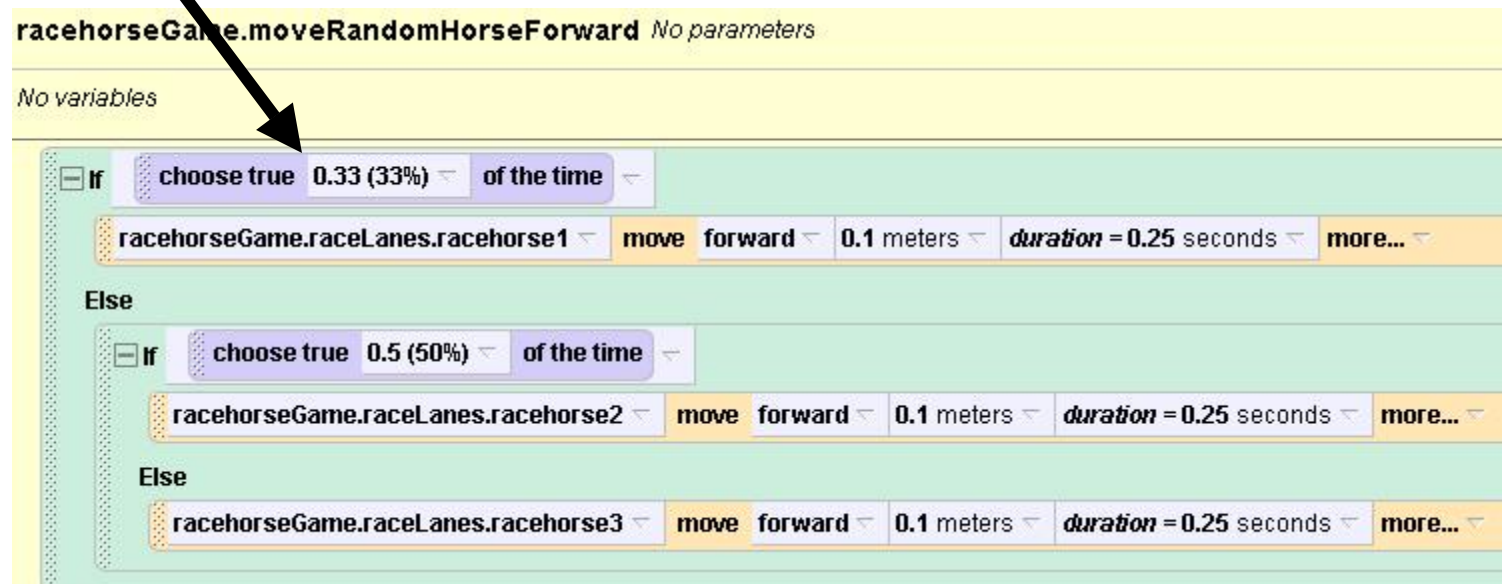 racehorseGame.moveRandomHorseForward No parameters
No variables
If choose true 0.33 (33%) of the time
racehorseGame.raceLanes.racehorse1 move forward 0.1 meters duration = 0.25 seconds more...
Else
If choose true 0.5 (50%) of the time
racehorseGame.raceLanes.racehorse2 move forward 0.1 meters duration = 0.25 seconds more...
Else
racehorseGame.raceLanes.racehorse3 move forward 0.1 meters duration = 0.25 seconds more...